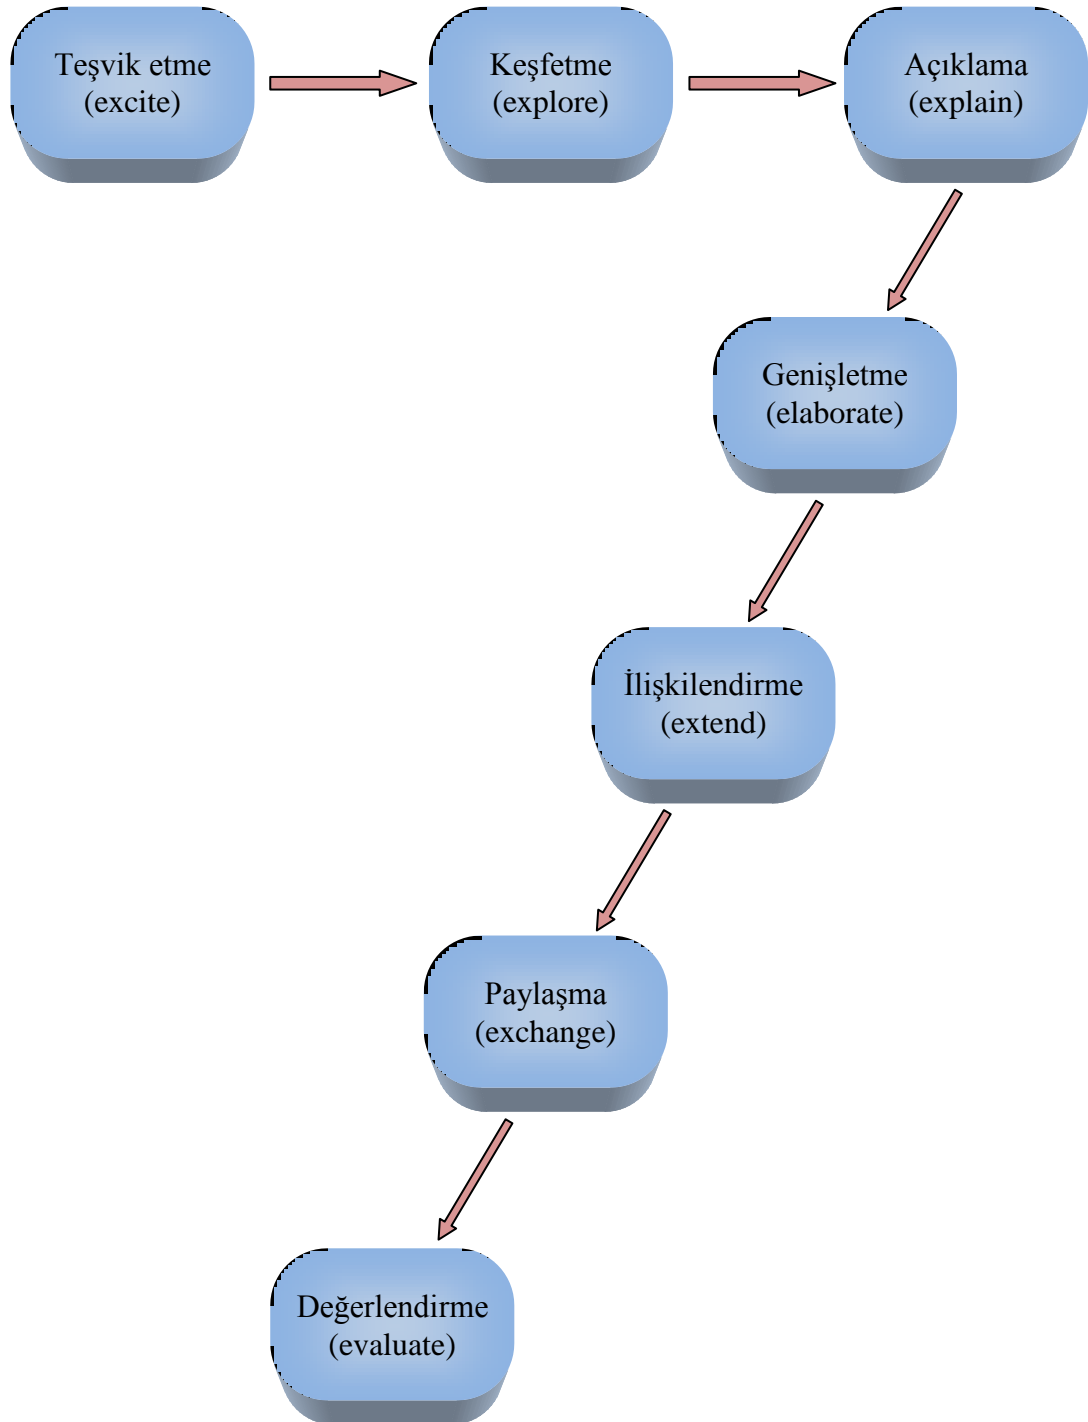 Teşvik etme
(excite)
Keşfetme
(explore)
Açıklama
(explain)
Genişletme
(elaborate)
İlişkilendirme
(extend)
Paylaşma
(exchange)
Değerlendirme
(evaluate)